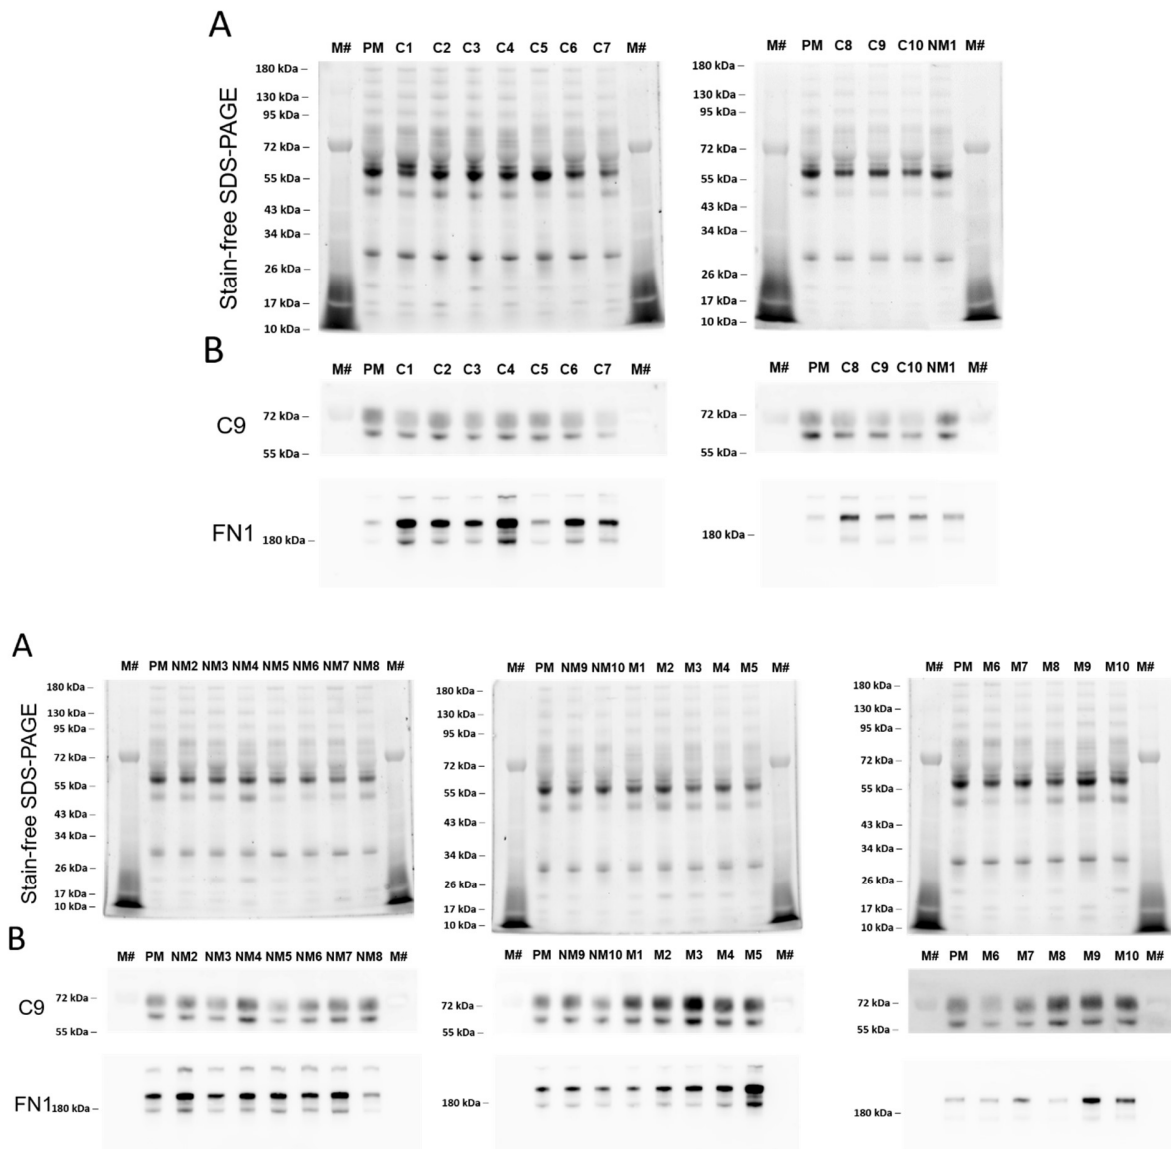 A
M# PM C1 C2 C3 C4 C5 C6 C7 M#
M# PM C8 C9 C10 NM1 M#
Stain-free SDS-PAGE
180 kDa
130 kDa
95 kDa
72 kDa
55 kDa
43 kDa
34 kDa
26 kDa
17 kDa
10 kDa
180 kDa
130 kDa
95 kDa
72 kDa
55 kDa
43 kDa
34 kDa
26 kDa
17 kDa
10 kDa
B
M# PM C1 C2 C3 C4 C5 C6 C7 M#
M# PM C8 C9 C10 NM1 M#
C9
72 kDa
55 kDa
72 kDa
55 kDa
FN1
180 kDa
180 kDa
A
M# PM NM2 NM3 NM4 NM5 NM6 NM7 NM8 M#
M# PM NM9 NM10 M1 M2 M3 M4 M5 M#
M# PM M6 M7 M8 M9 M10 M#
Stain-free SDS-PAGE
180 kDa
130 kDa
95 kDa
72 kDa
55 kDa
43 kDa
34 kDa
26 kDa
17 kDa
10 kDa
180 kDa
130 kDa
95 kDa
72 kDa
55 kDa
43 kDa
34 kDa
26 kDa
17 kDa
10 kDa
180 kDa
130 kDa
95 kDa
72 kDa
55 kDa
43 kDa
34 kDa
26 kDa
17 kDa
10 kDa
B
M# PM NM2 NM3 NM4 NM5 NM6 NM7 NM8 M#
M# PM NM9 NM10 M1 M2 M3 M4 M5 M#
M# PM M6 M7 M8 M9 M10 M#
C9
72 kDa
55 kDa
72 kDa
55 kDa
72 kDa
55 kDa
FN1
180 kDa
180 kDa
180 kDa